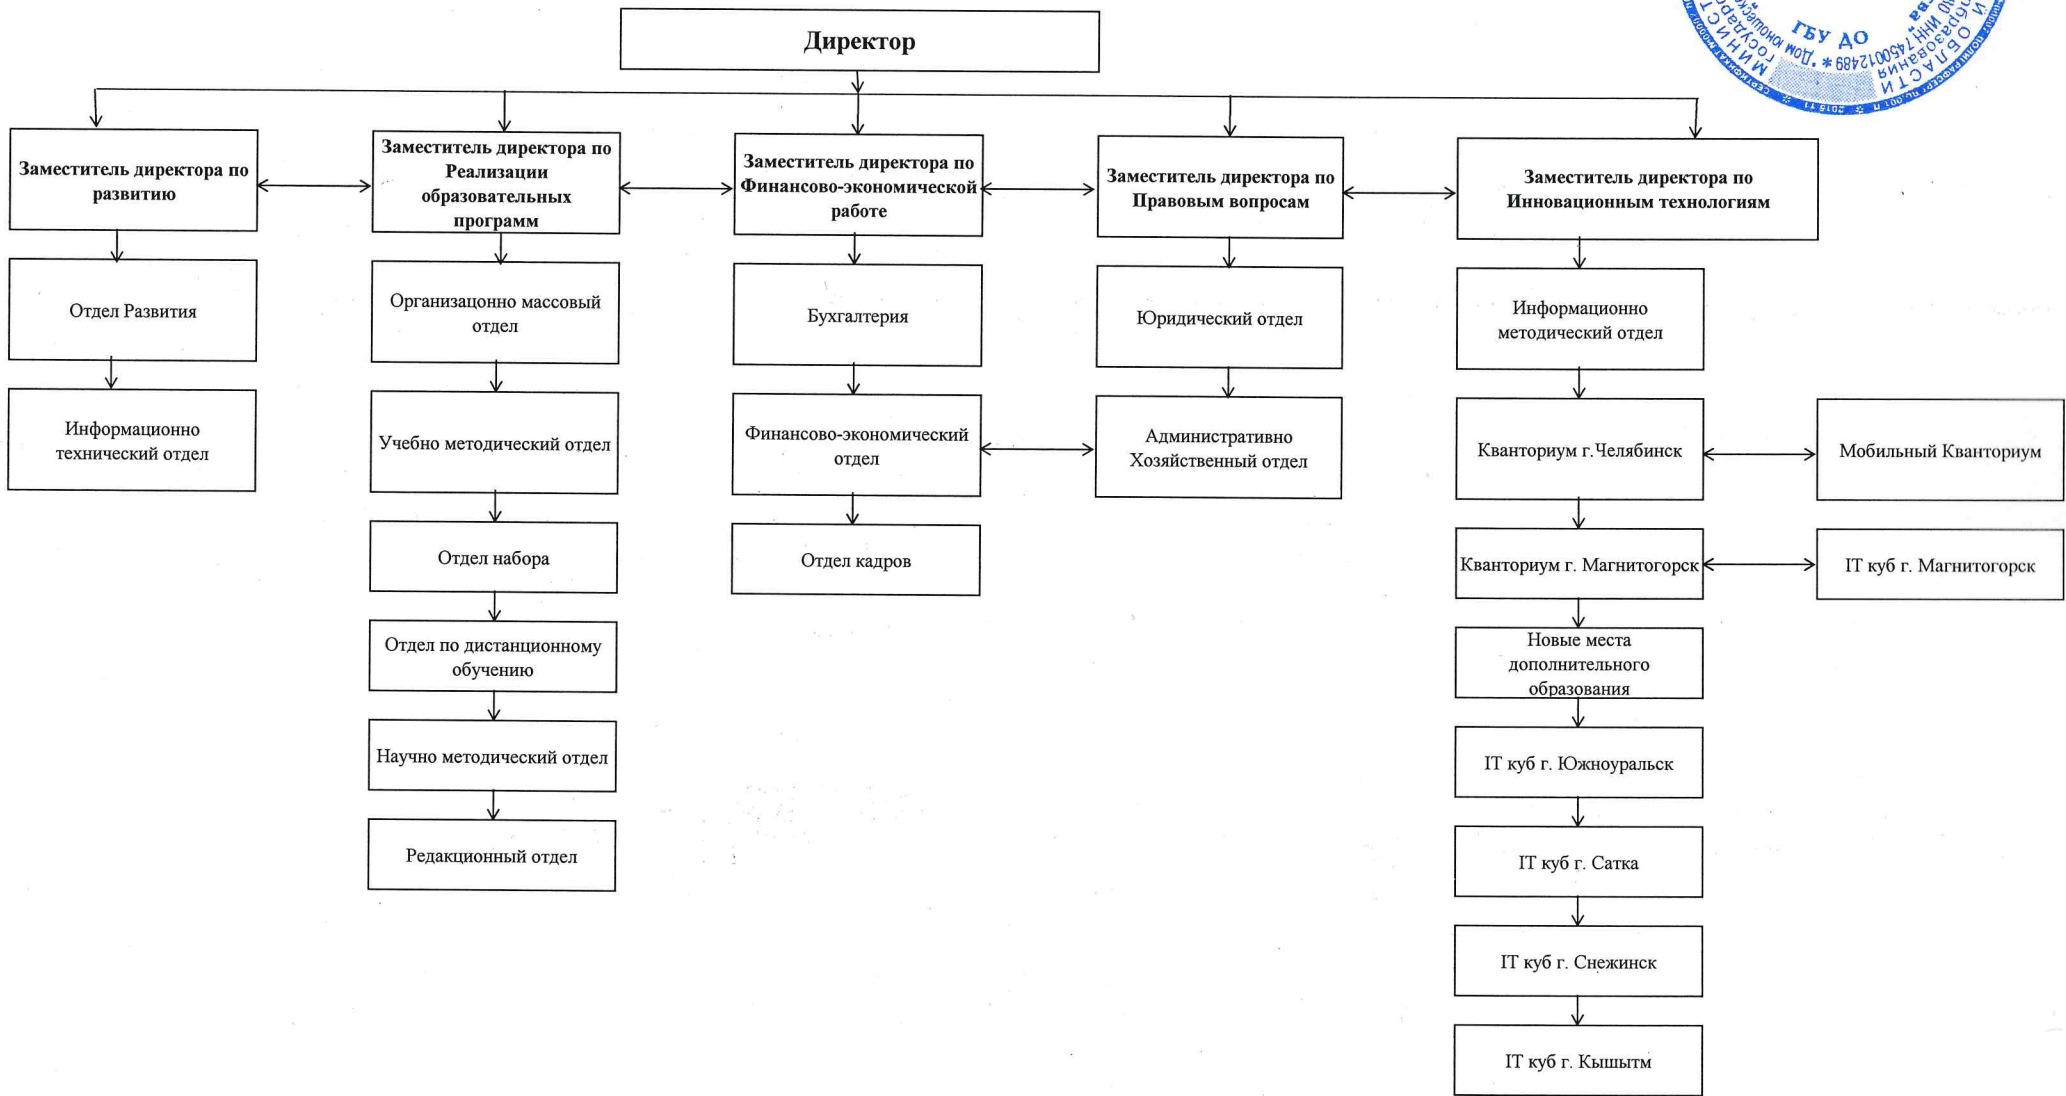 Директор
ГБУ ДО
Заместитель директора по
развитию
Заместитель директора по
Реализации
образовательных
программ
Заместитель директора по
Финансово-экономической
работе
Заместитель директора по
Правовым вопросам
Заместитель директора по
Инновационным технологиям
Отдел Развития
Информационно
технический отдел
Организацонно массовый
отдел
Учебно методический отдел
Отдел набора
Отдел по дистанционному
обучению
Научно методический отдел
Редакционный отдел
Бухгалтерия
Финансово-экономический
отдел
Отдел кадров
Юридический отдел
Административно
Хозяйственный отдел
Информационно
методический отдел
Кванториум г.Челябинск
Мобильный Кванториум
Кванториум г. Магнитогорск
IT куб г. Магнитогорск
Новые места
дополнительного
образования
IT куб г. Южноуральск
IT куб г. Сатка
IT куб г. Снежинск
IT куб г. Кышытм